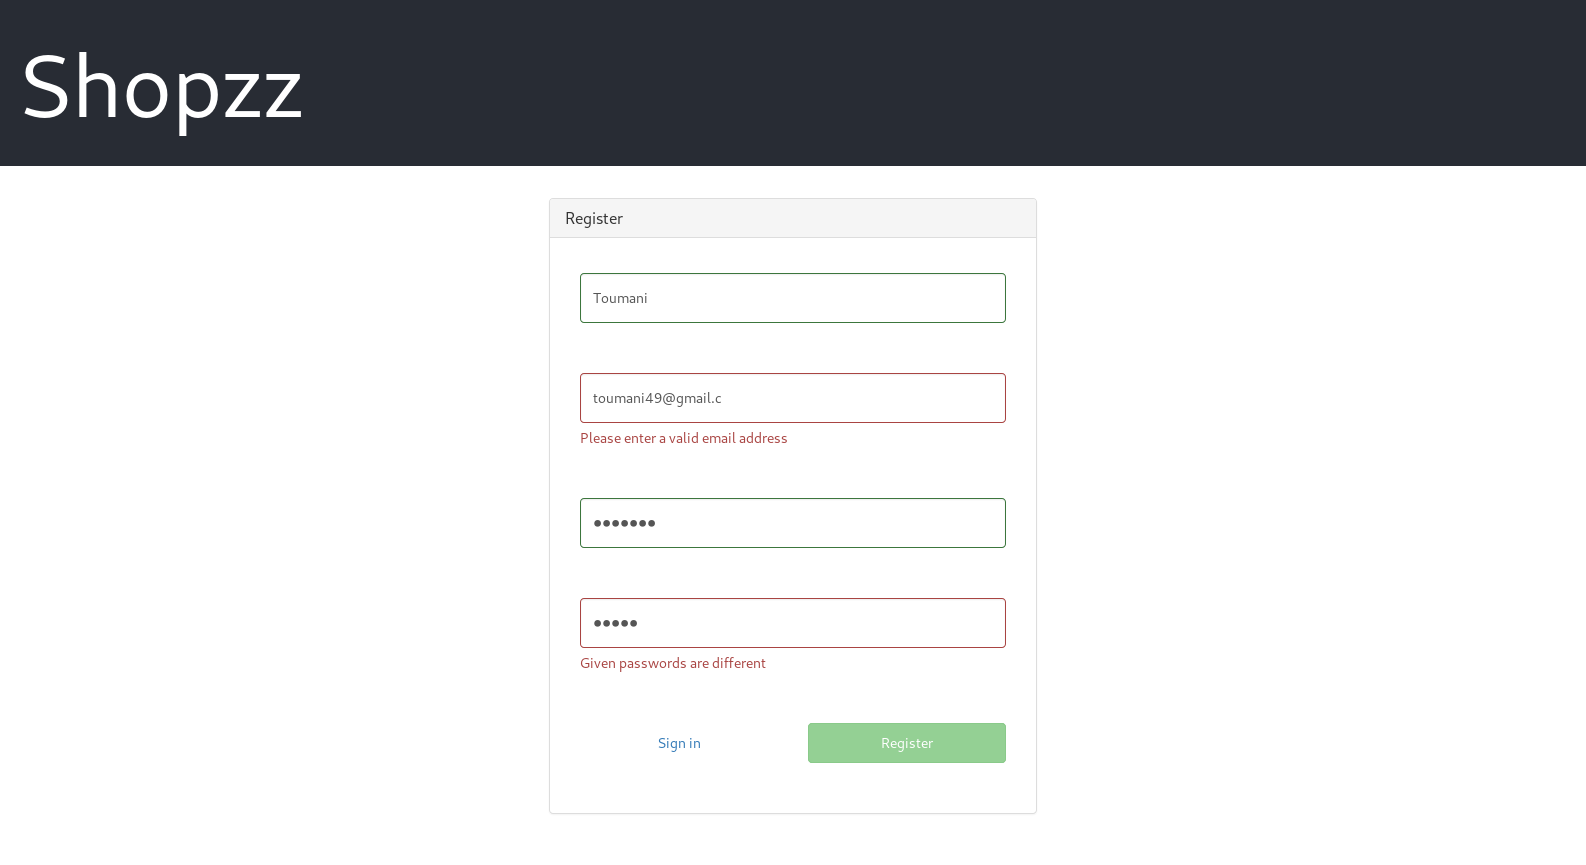 Shopzz
Register
Toumani
toumani49@gmail.c
Please enter a valid email address
●●●●●●●
●●●●●
Given passwords are different
Sign in
Register